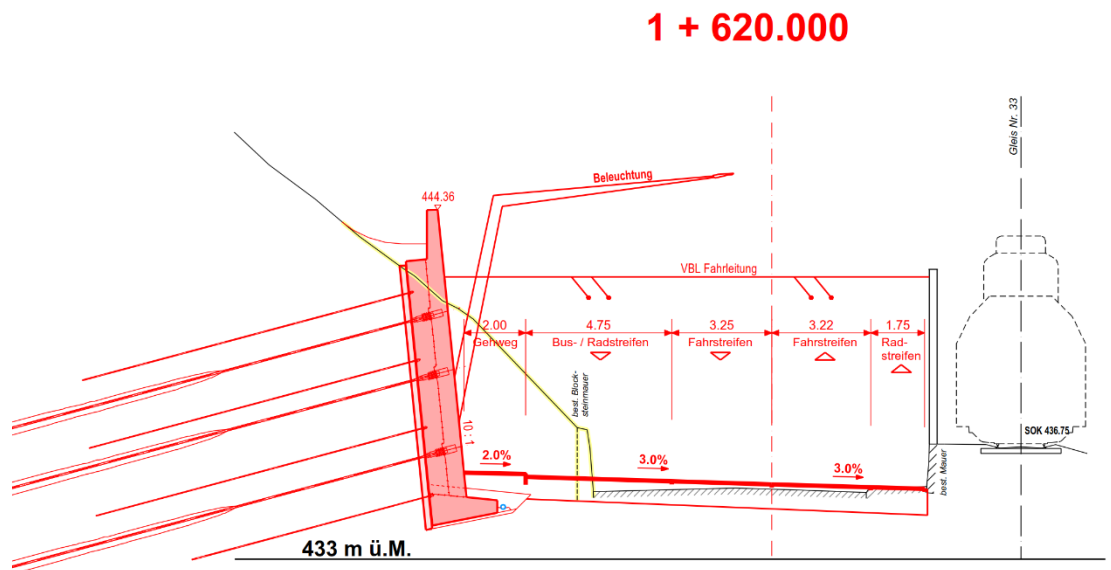 1 + 620.000
Gleis Nr. 33
Beleuchtung
444.36
VBL Fahrleitung
2.00
4.75
3.25
3.22
1.75
Gehweg
Bus- / Radstreifen
Fahrstreifen
Fahrstreifen
Rad-
streifen
best. Block-
steinmauer
SOK 436.75
10 : 1
2.0%
3.0%
3.0%
best. Mauer
433 m ü.M.